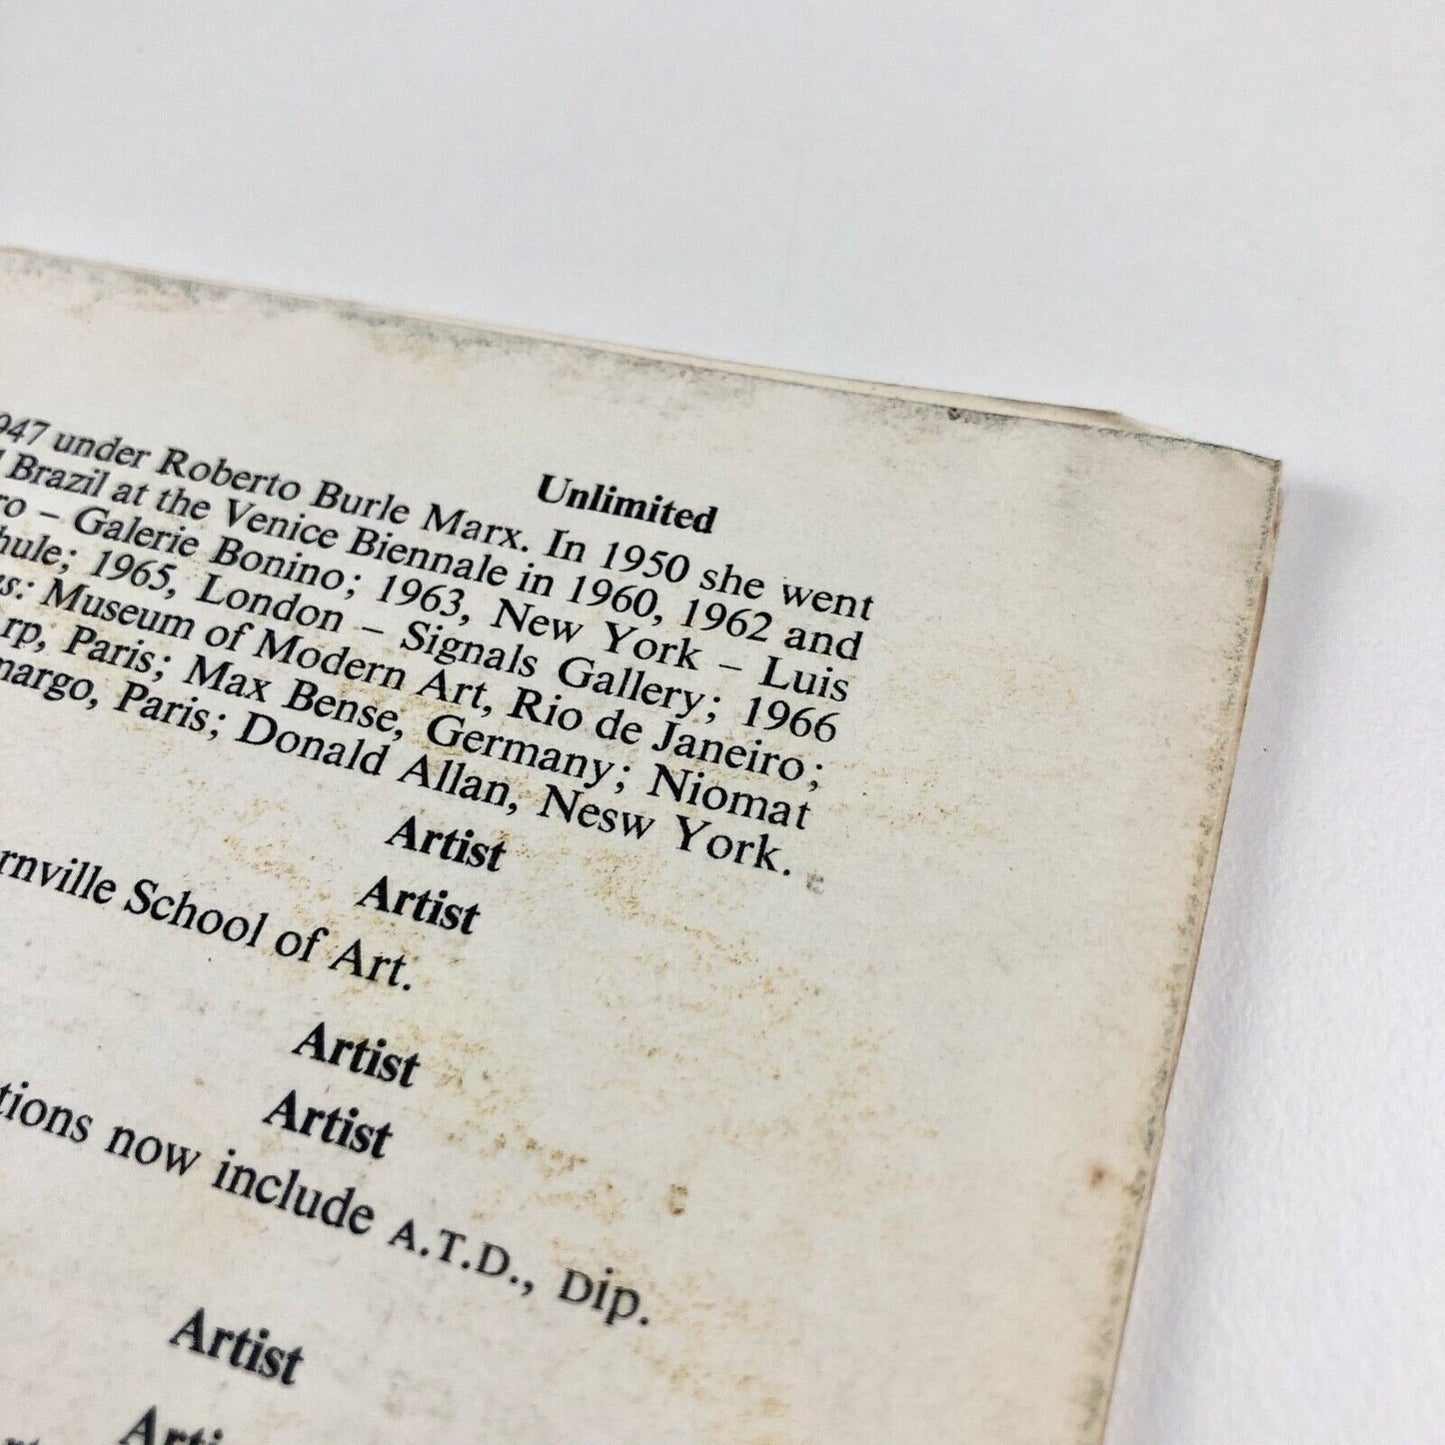 Unlimited
947 under Roberto Burle Marx. In 1950 she went
Brazil at the Venice Biennale in 1960, 1962 and
ro – Galerie Bonino; 1963, New York – Luis
hule; 1965, London – Signals Gallery; 1966
s.: Museum of Modern Art, Rio de Janeiro;
rp, Paris; Max Bense, Germany; Niomat
margo, Paris; Donald Allan, Nesw York.
Artist
Artist
rnville School of Art.
Artist
Artist
tions now include A.T.D., Dip.
Artist